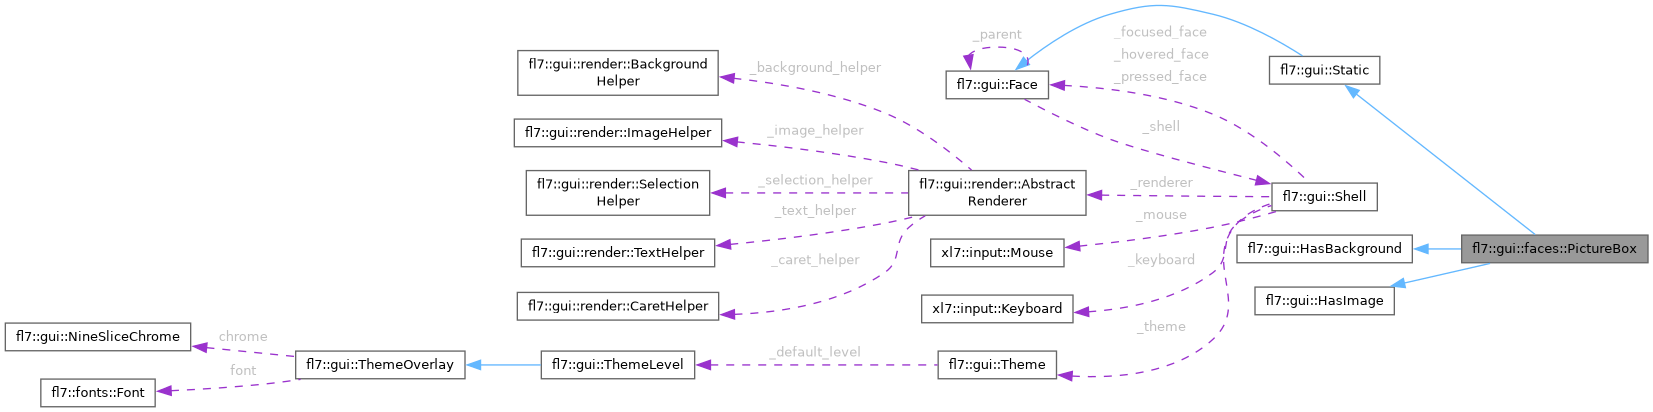 _parent
_focused_face
_hovered_face
_pressed_face
fl7::gui::render::Background
Helper
_background_helper
fl7::gui::Face
fl7::gui::Static
fl7::gui::render::ImageHelper
_image_helper
_shell
fl7::gui::render::Selection
Helper
_selection_helper
fl7::gui::render::Abstract
Renderer
_renderer
fl7::gui::Shell
_text_helper
_mouse
fl7::gui::render::TextHelper
xl7::input::Mouse
fl7::gui::HasBackground
fl7::gui::faces::PictureBox
_caret_helper
_keyboard
fl7::gui::render::CaretHelper
xl7::input::Keyboard
fl7::gui::HasImage
fl7::gui::NineSliceChrome
chrome
_theme
_default_level
fl7::gui::ThemeOverlay
fl7::gui::ThemeLevel
fl7::gui::Theme
font
fl7::fonts::Font